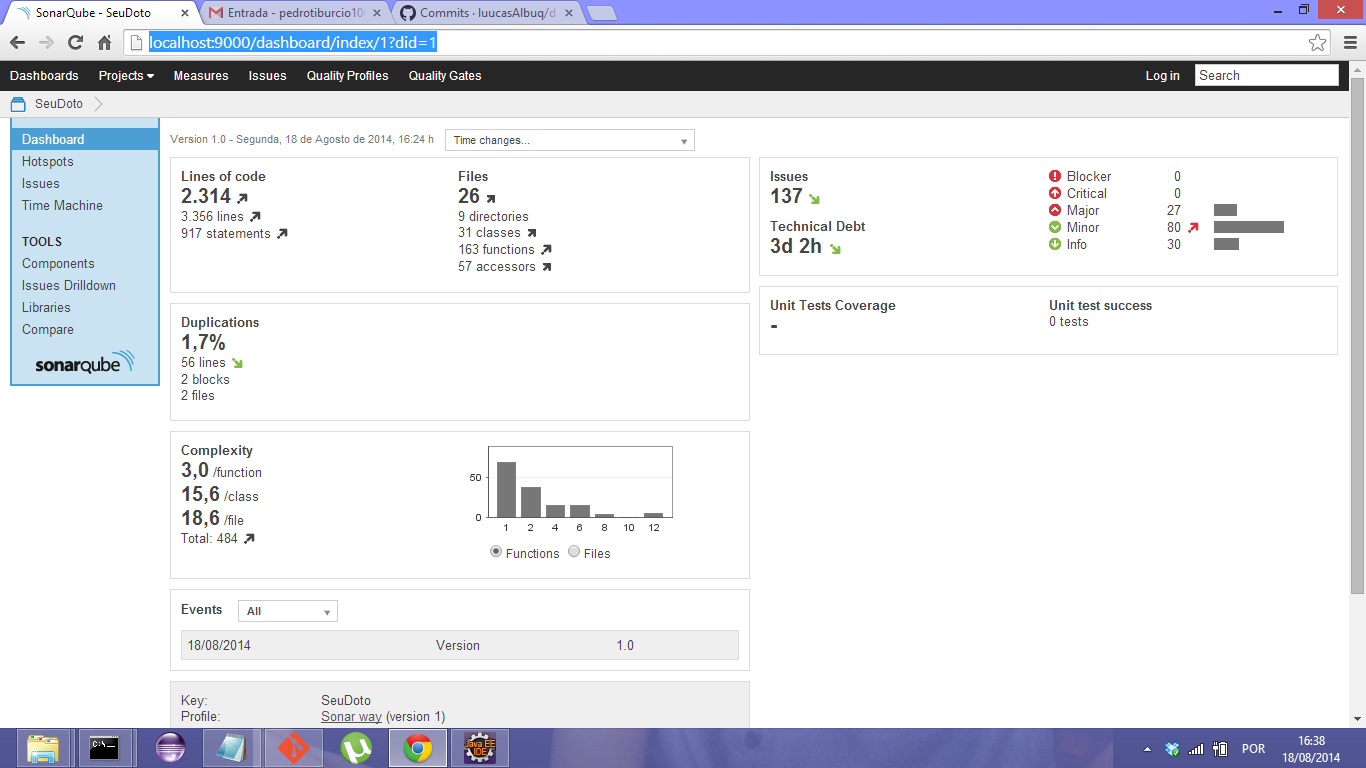 SonarQube - SeuDoto
Entrada - pedrotiburcio10
Commits · luucasAlbuq/d
localhost:9000/dashboard/index/1?did=1
Dashboards Projects Measures Issues Quality Profiles Quality Gates Log in Search
SeuDoto
Dashboard
Hotspots
Issues
Time Machine
TOOLS
Components
Issues Drilldown
Libraries
Compare
sonarqube
Version 1.0 - Segunda, 18 de Agosto de 2014, 16:24 h Time changes...
Lines of code
2.314
3.356 lines
917 statements
Files
26
9 directories
31 classes
163 functions
57 accessors
Duplications
1,7%
56 lines
2 blocks
2 files
Complexity
3,0 /function
15,6 /class
18,6 /file
Total: 484
50
0
1 2 4 6 8 10 12
Functions Files
Events All
18/08/2014 Version 1.0
Key: SeuDoto
Profile: Sonar way (version 1)
Issues
137
Technical Debt
3d 2h
Blocker 0
Critical 0
Major 27
Minor 80
Info 30
Unit Tests Coverage
-
Unit test success
0 tests
C:\_
Java EE
IDE
POR
16:38
18/08/2014